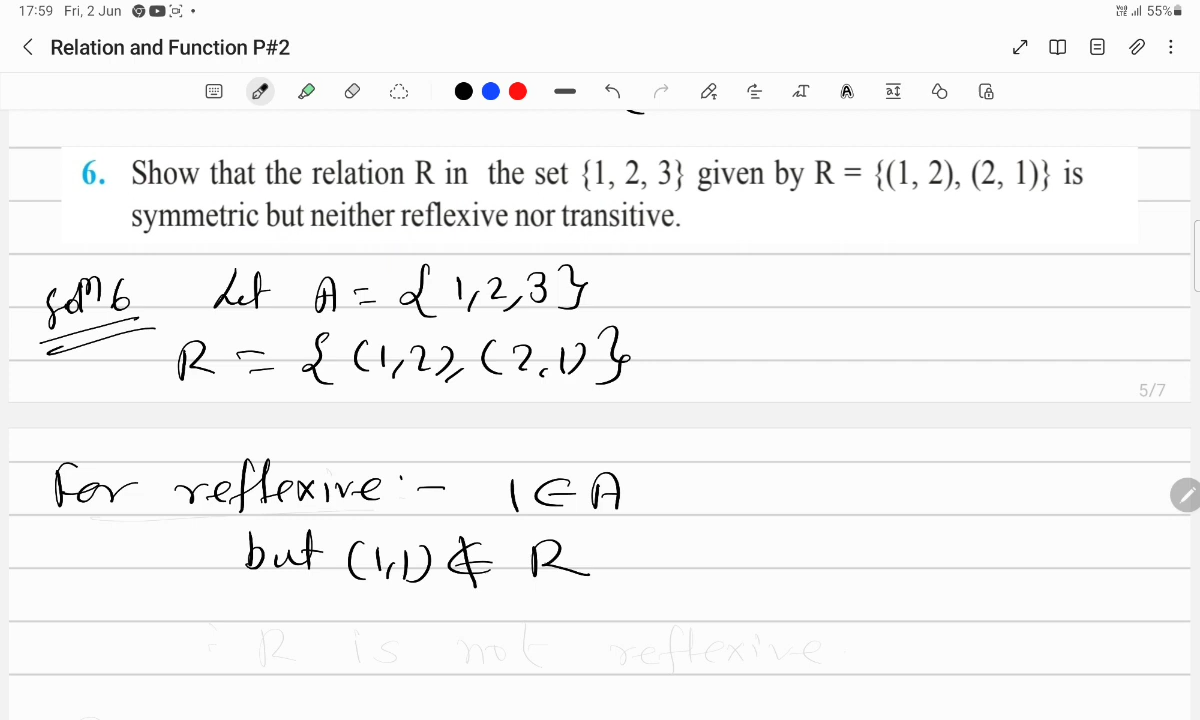 17:59 Fri, 2 Jun 55%
Relation and Function P#2
6. Show that the relation R in the set {1, 2, 3} given by R = {(1, 2), (2, 1)} is
symmetric but neither reflexive nor transitive.
Soln 6 Let A = {1,2,3}
R = {(1,2), (2,1)}
5/7
For reflexive :- 1 ∈ A
but (1,1) ∉ R
∴ R is not reflexive.